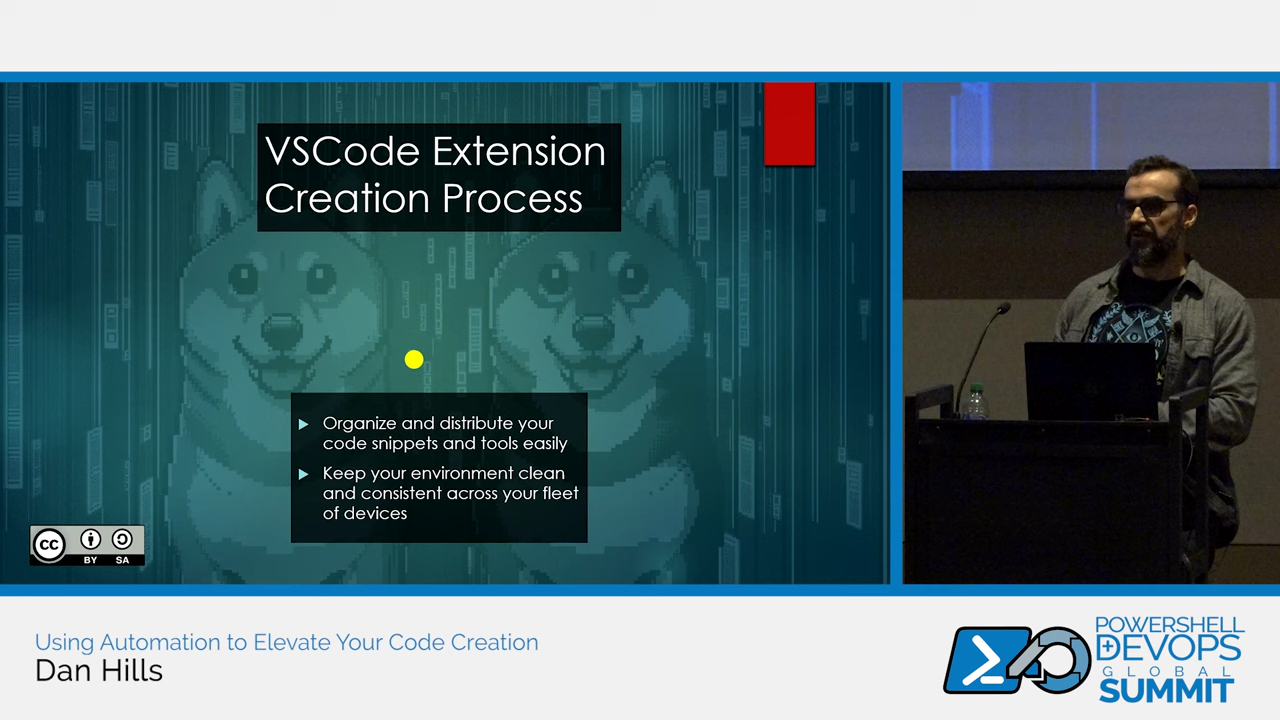 VSCode Extension
Creation Process
Organize and distribute your
code snippets and tools easily
Keep your environment clean
and consistent across your fleet
of devices
cc
BY SA
Using Automation to Elevate Your Code Creation
Dan Hills
POWERSHELL
DEVOPS
GLOBAL
SUMMIT